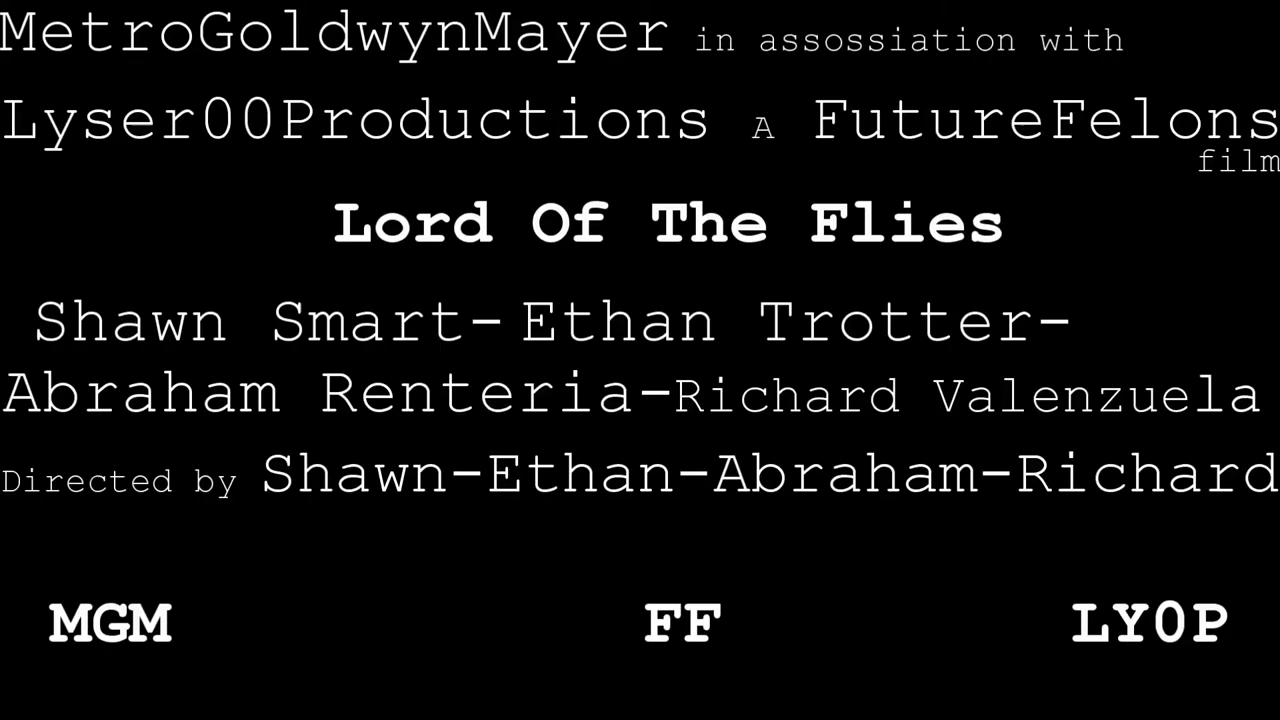 MetroGoldwynMayer in assossiation with
Lyser00Productions A FutureFelons
film
Lord Of The Flies
Shawn Smart-Ethan Trotter-
Abraham Renteria-Richard Valenzuela
Directed by Shawn-Ethan-Abraham-Richard
MGM FF LY0P